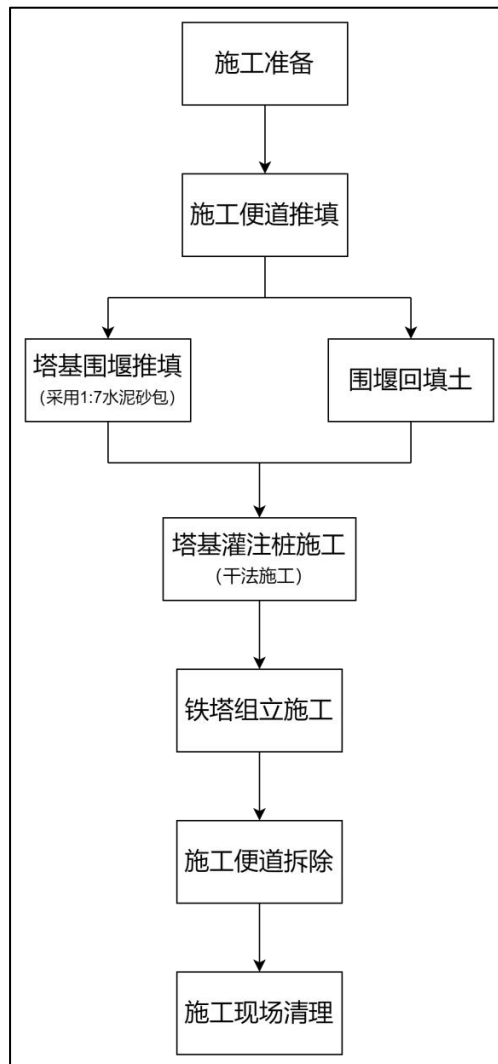 施工准备
施工便道推填
塔基围堰推填
（采用1:7水泥砂包）
围堰回填土
塔基灌注桩施工
（干法施工）
铁塔组立施工
施工便道拆除
施工现场清理